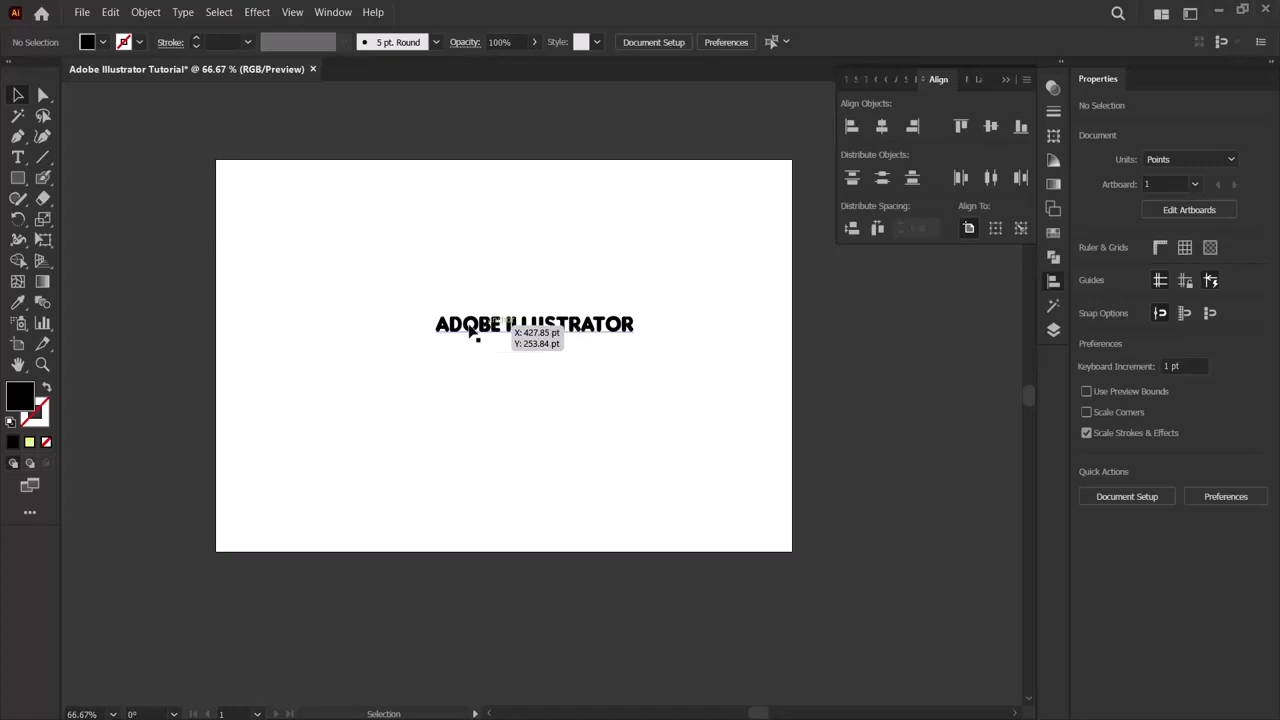 Ai File Edit Object Type Select Effect View Window Help
No Selection Stroke: 5 pt. Round Opacity: 100% Style: Document Setup Preferences
Adobe Illustrator Tutorial* @ 66.67 % (RGB/Preview) ×
Align
Align Objects:
Distribute Objects:
Distribute Spacing: Align To:
Properties
No Selection
Document
Units: Points
Artboard: 1
Edit Artboards
Ruler & Grids
Guides
Snap Options
Preferences
Keyboard Increment: 1 pt
Use Preview Bounds
Scale Corners
Scale Strokes & Effects
Quick Actions
Document Setup Preferences
ADOBE ILLUSTRATOR
X: 427.85 pt
Y: 253.84 pt
66.67% 0° 1 Selection